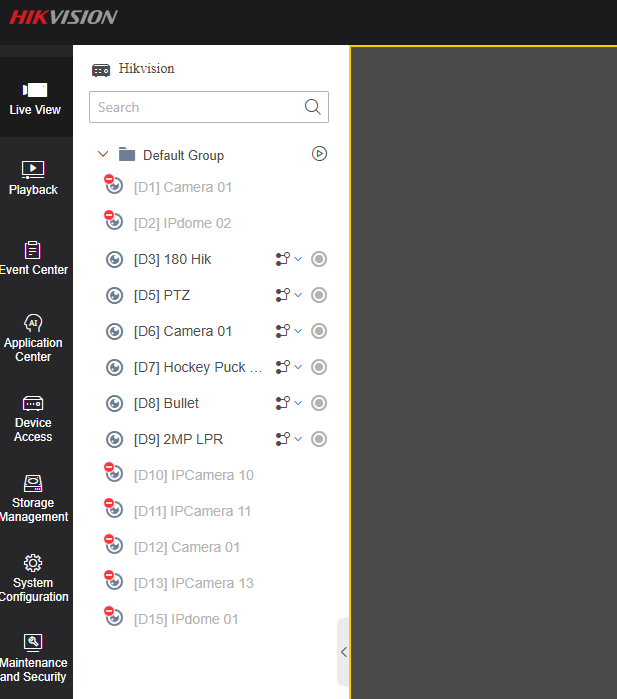 HIKVISION
Live View
Playback
Event Center
Application
Center
Device
Access
Storage
Management
System
Configuration
Maintenance
and Security
Hikvision
Search
Default Group
[D1] Camera 01
[D2] IPdome 02
[D3] 180 Hik
[D5] PTZ
[D6] Camera 01
[D7] Hockey Puck ...
[D8] Bullet
[D9] 2MP LPR
[D10] IPCamera 10
[D11] IPCamera 11
[D12] Camera 01
[D13] IPCamera 13
[D15] IPdome 01